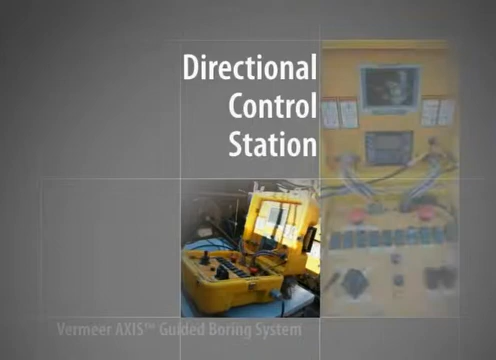 Directional
Control
Station
Vermeer AXIS™ Guided Boring System